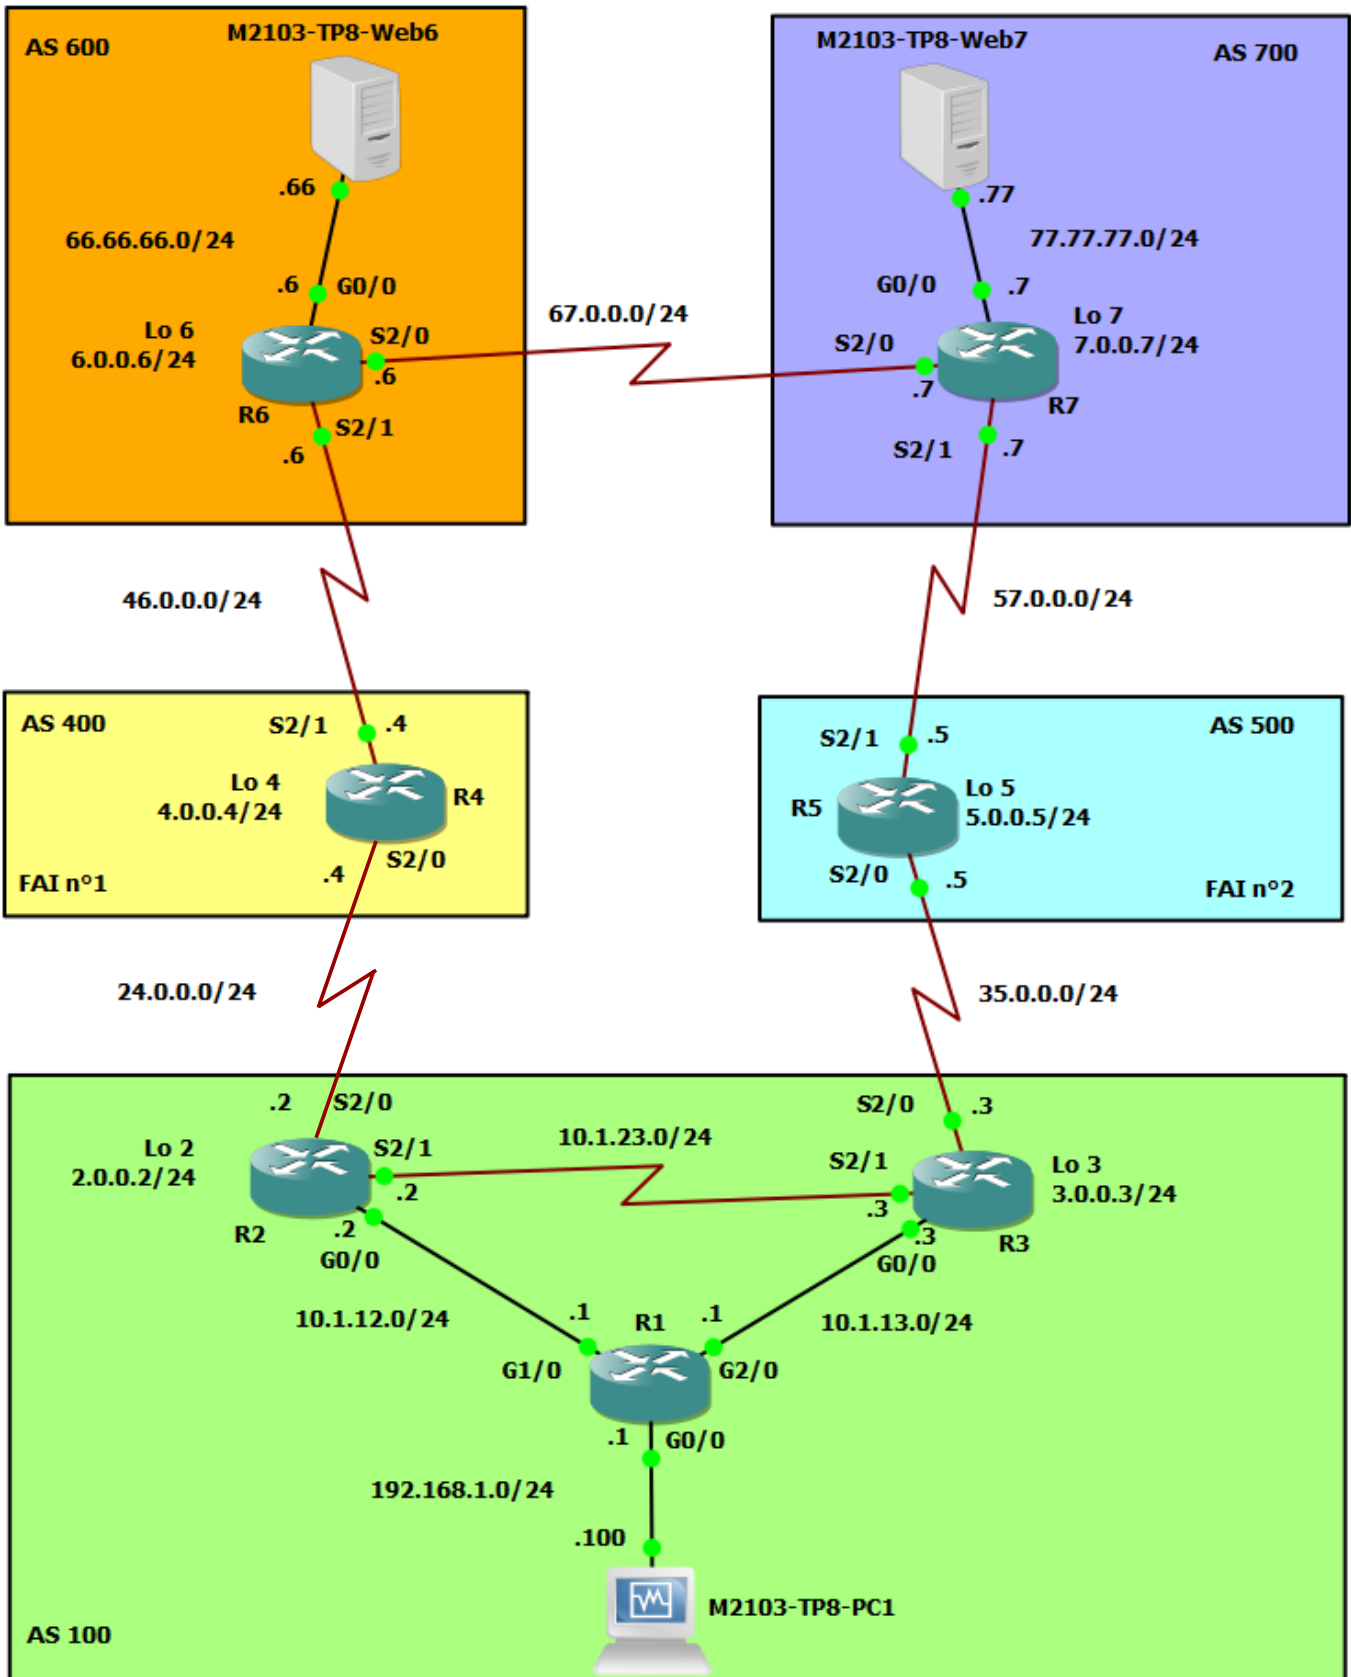 M2103-TP8-Web6
AS 600
.66
66.66.66.0/24
.6
G0/0
Lo 6
6.0.0.6/24
S2/0
.6
R6
S2/1
.6
67.0.0.0/24
M2103-TP8-Web7
AS 700
.77
77.77.77.0/24
G0/0
.7
Lo 7
7.0.0.7/24
S2/0
.7
R7
S2/1
.7
46.0.0.0/24
57.0.0.0/24
AS 400
S2/1
.4
Lo 4
4.0.0.4/24
R4
S2/0
.4
FAI n°1
AS 500
S2/1
.5
Lo 5
5.0.0.5/24
R5
S2/0
.5
FAI n°2
24.0.0.0/24
35.0.0.0/24
.2
S2/0
Lo 2
2.0.0.2/24
S2/1
.2
R2
.2
G0/0
10.1.23.0/24
S2/0
.3
S2/1
.3
Lo 3
3.0.0.3/24
.3
G0/0
R3
10.1.12.0/24
.1
R1
.1
10.1.13.0/24
G1/0
G2/0
.1
G0/0
192.168.1.0/24
.100
M2103-TP8-PC1
AS 100